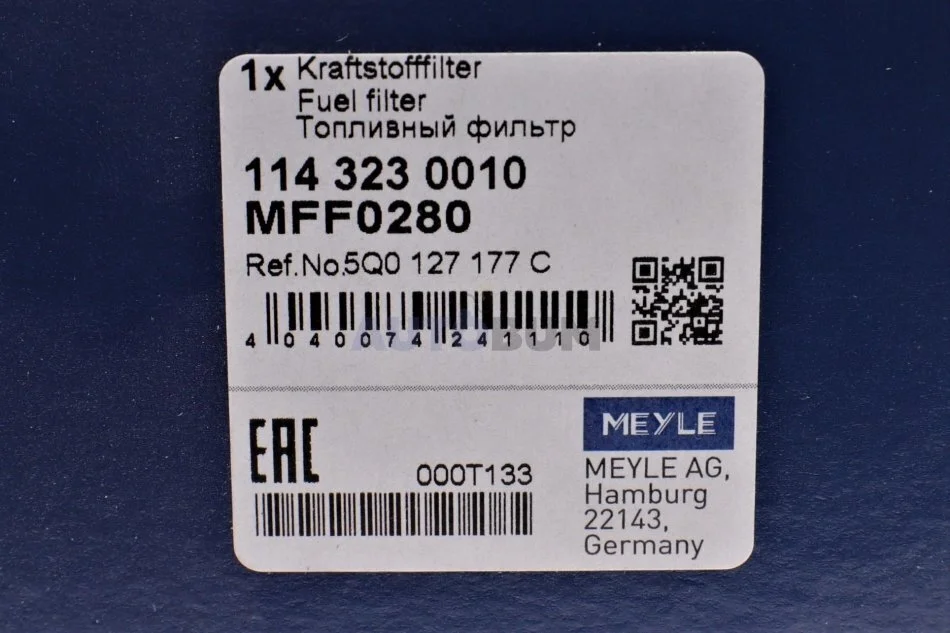 1x Kraftstofffilter
Fuel filter
Топливный фильтр
114 323 0010
MFF0280
Ref.No.5Q0 127 177 C
4 040074 241110
AUTOBUM
EAC
000T133
MEYLE
MEYLE AG,
Hamburg
22143,
Germany